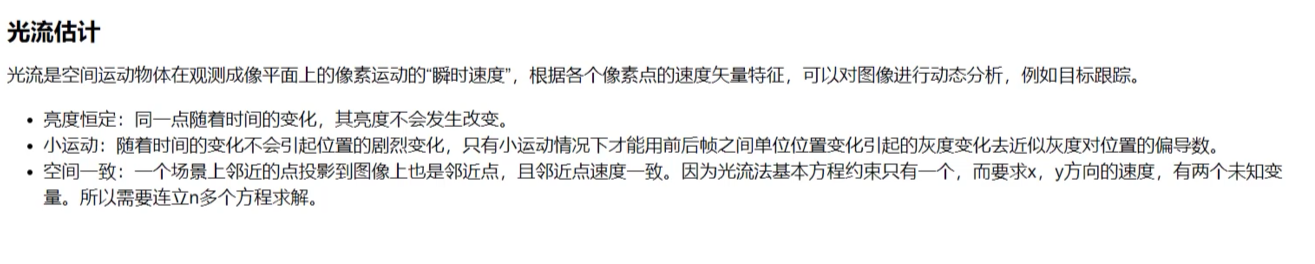 光流估计
光流是空间运动物体在观测成像平面上的像素运动的“瞬时速度”，根据各个像素点的速度矢量特征，可以对图像进行动态分析，例如目标跟踪。
• 亮度恒定：同一点随着时间的变化，其亮度不会发生改变。
• 小运动：随着时间的变化不会引起位置的剧烈变化，只有小运动情况下才能用前后帧之间单位位置变化引起的灰度变化去近似灰度对位置的偏导数。
• 空间一致：一个场景上邻近的点投影到图像上也是邻近点，且邻近点速度一致。因为光流法基本方程约束只有一个，而要求x，y方向的速度，有两个未知变
量。所以需要连立n多个方程求解。